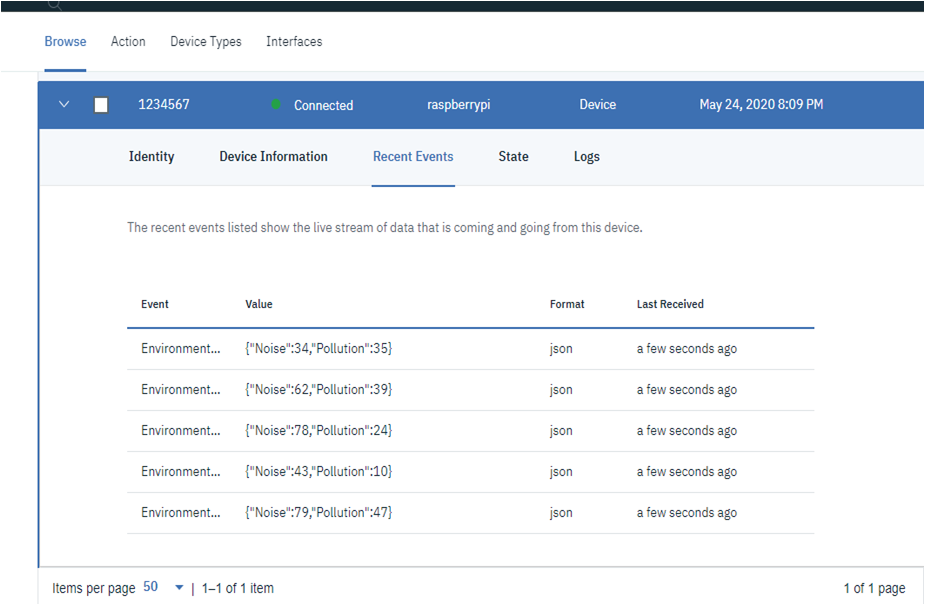 Browse Action Device Types Interfaces
1234567 Connected raspberrypi Device May 24, 2020 8:09 PM
Identity Device Information Recent Events State Logs
The recent events listed show the live stream of data that is coming and going from this device.
Event Value Format Last Received
Environment... {"Noise":34,"Pollution":35} json a few seconds ago
Environment... {"Noise":62,"Pollution":39} json a few seconds ago
Environment... {"Noise":78,"Pollution":24} json a few seconds ago
Environment... {"Noise":43,"Pollution":10} json a few seconds ago
Environment... {"Noise":79,"Pollution":47} json a few seconds ago
Items per page 50 | 1–1 of 1 item 1 of 1 page